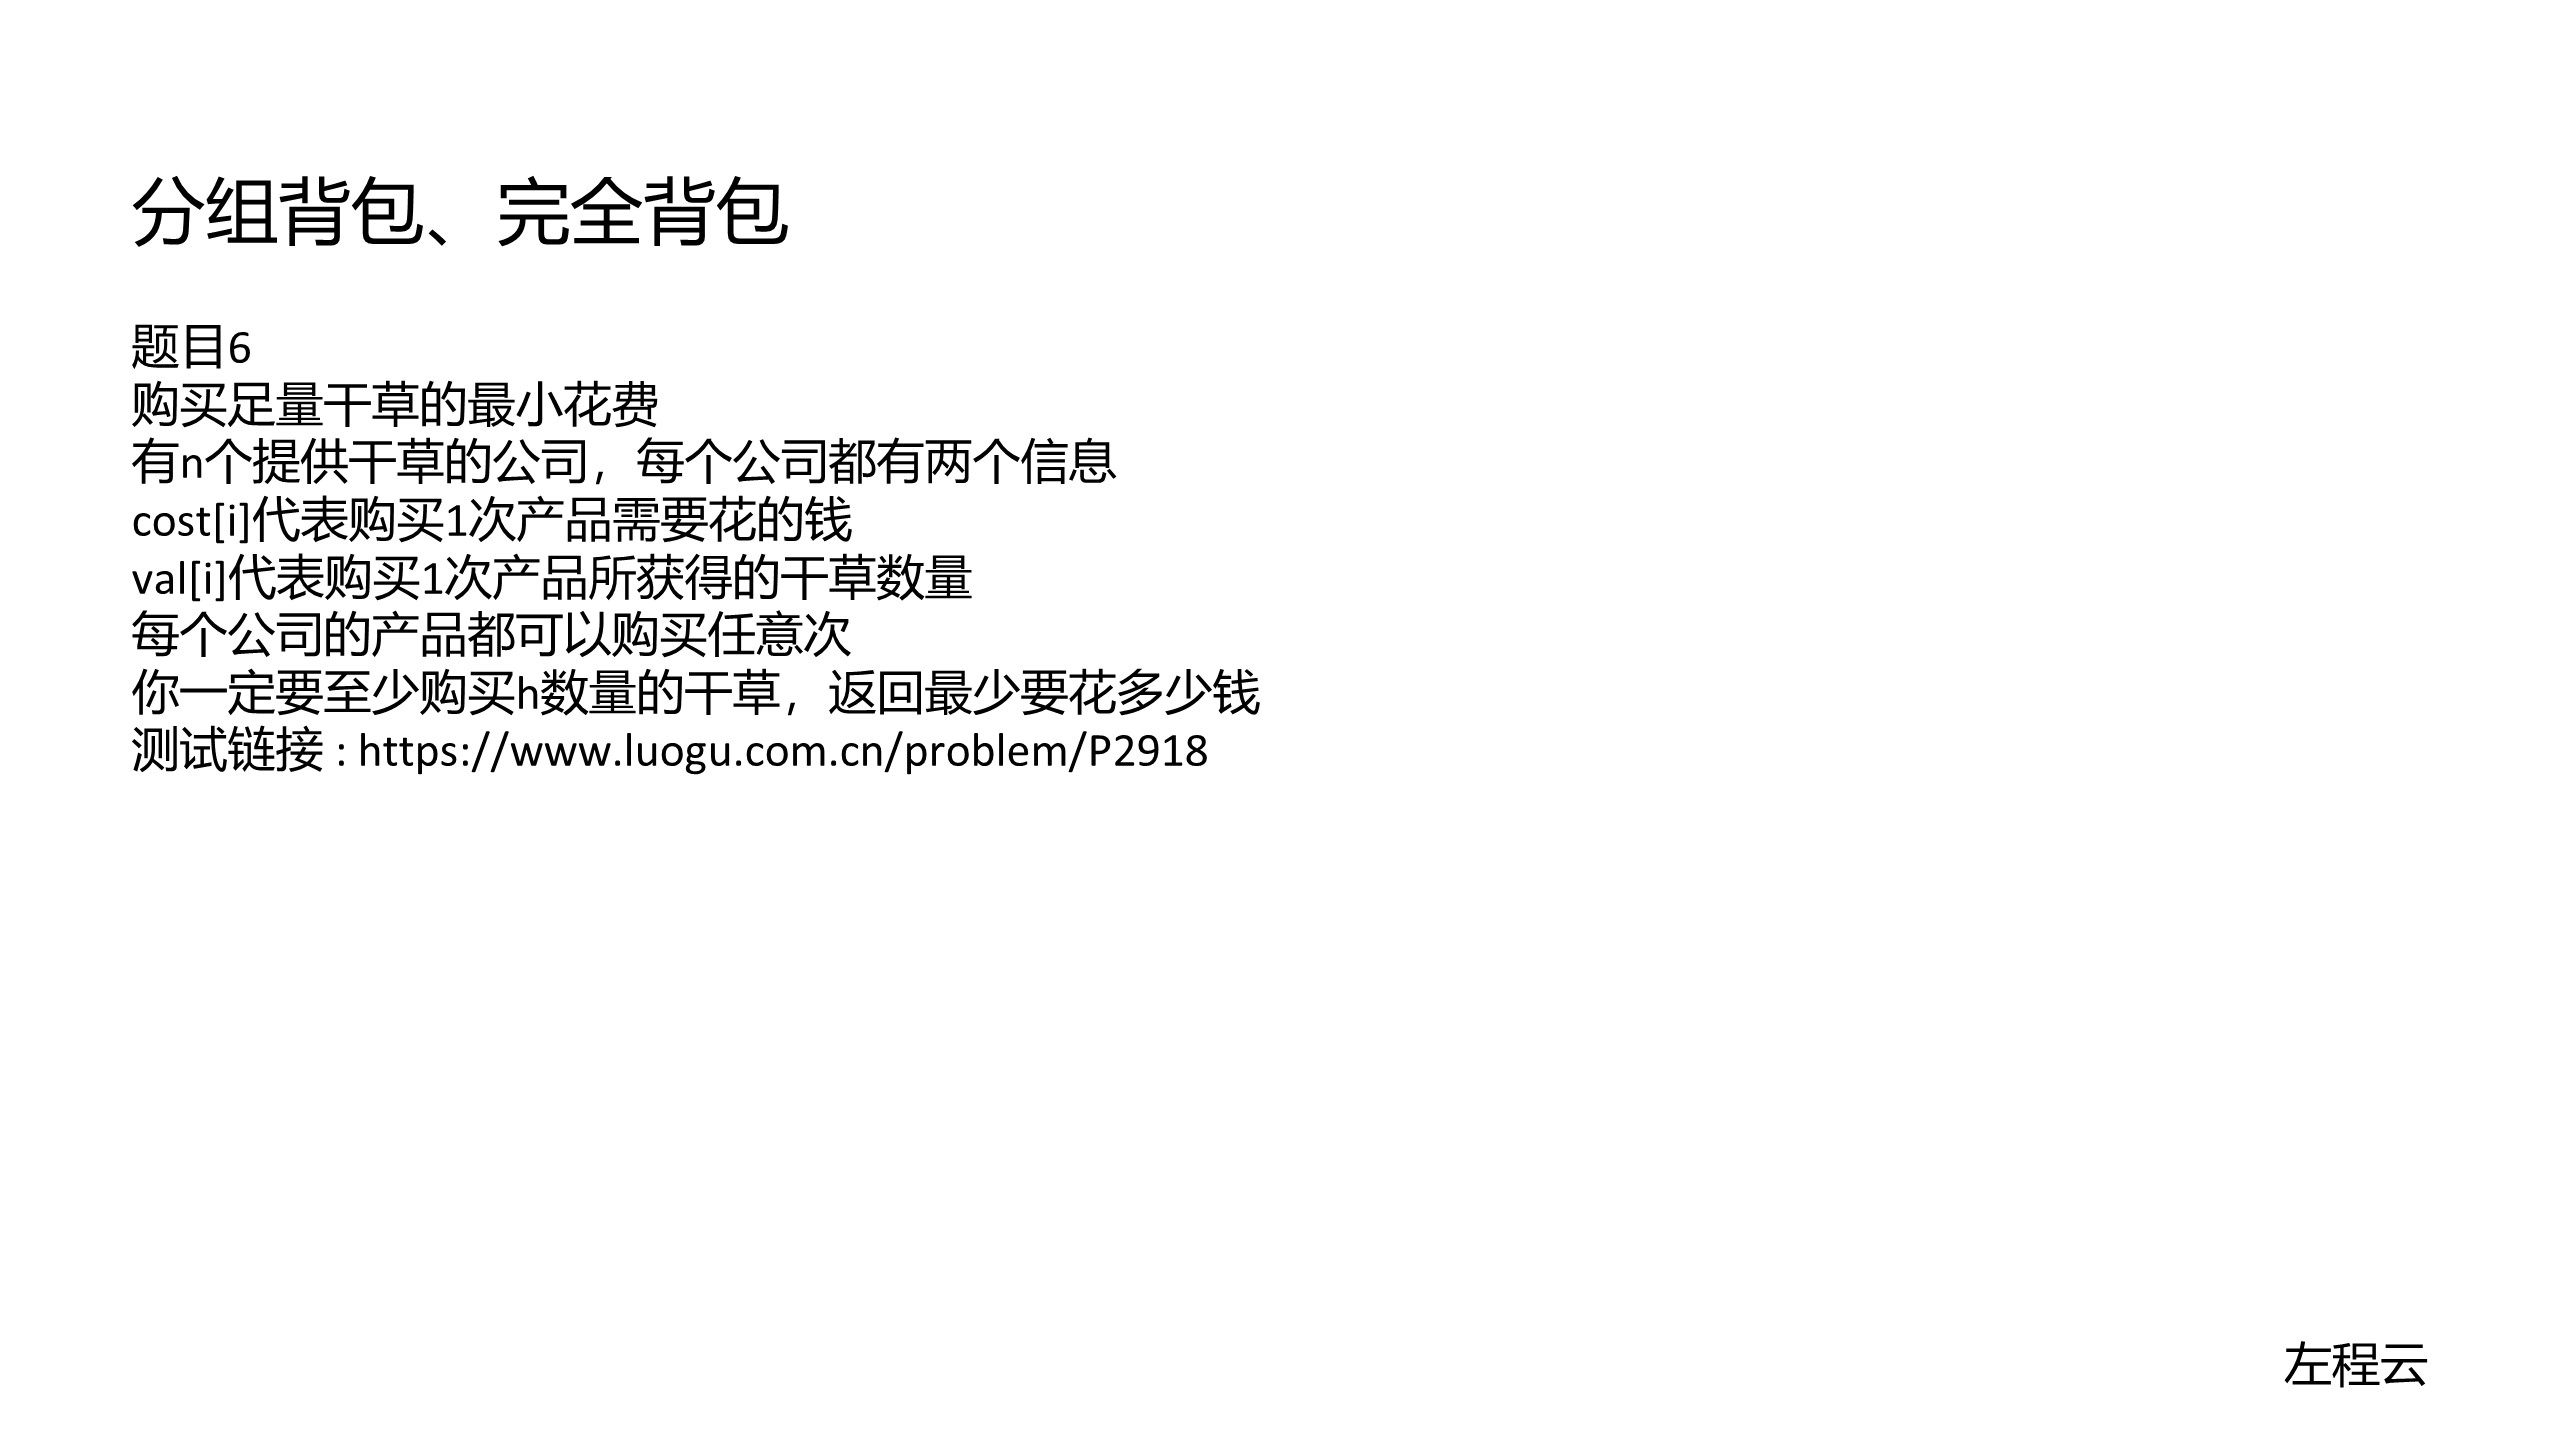 分组背包、完全背包
题目6
购买足量干草的最小花费
有n个提供干草的公司，每个公司都有两个信息
cost[i]代表购买1次产品需要花的钱
val[i]代表购买1次产品所获得的干草数量
每个公司的产品都可以购买任意次
你一定要至少购买h数量的干草，返回最少要花多少钱
测试链接 : https://www.luogu.com.cn/problem/P2918
左程云